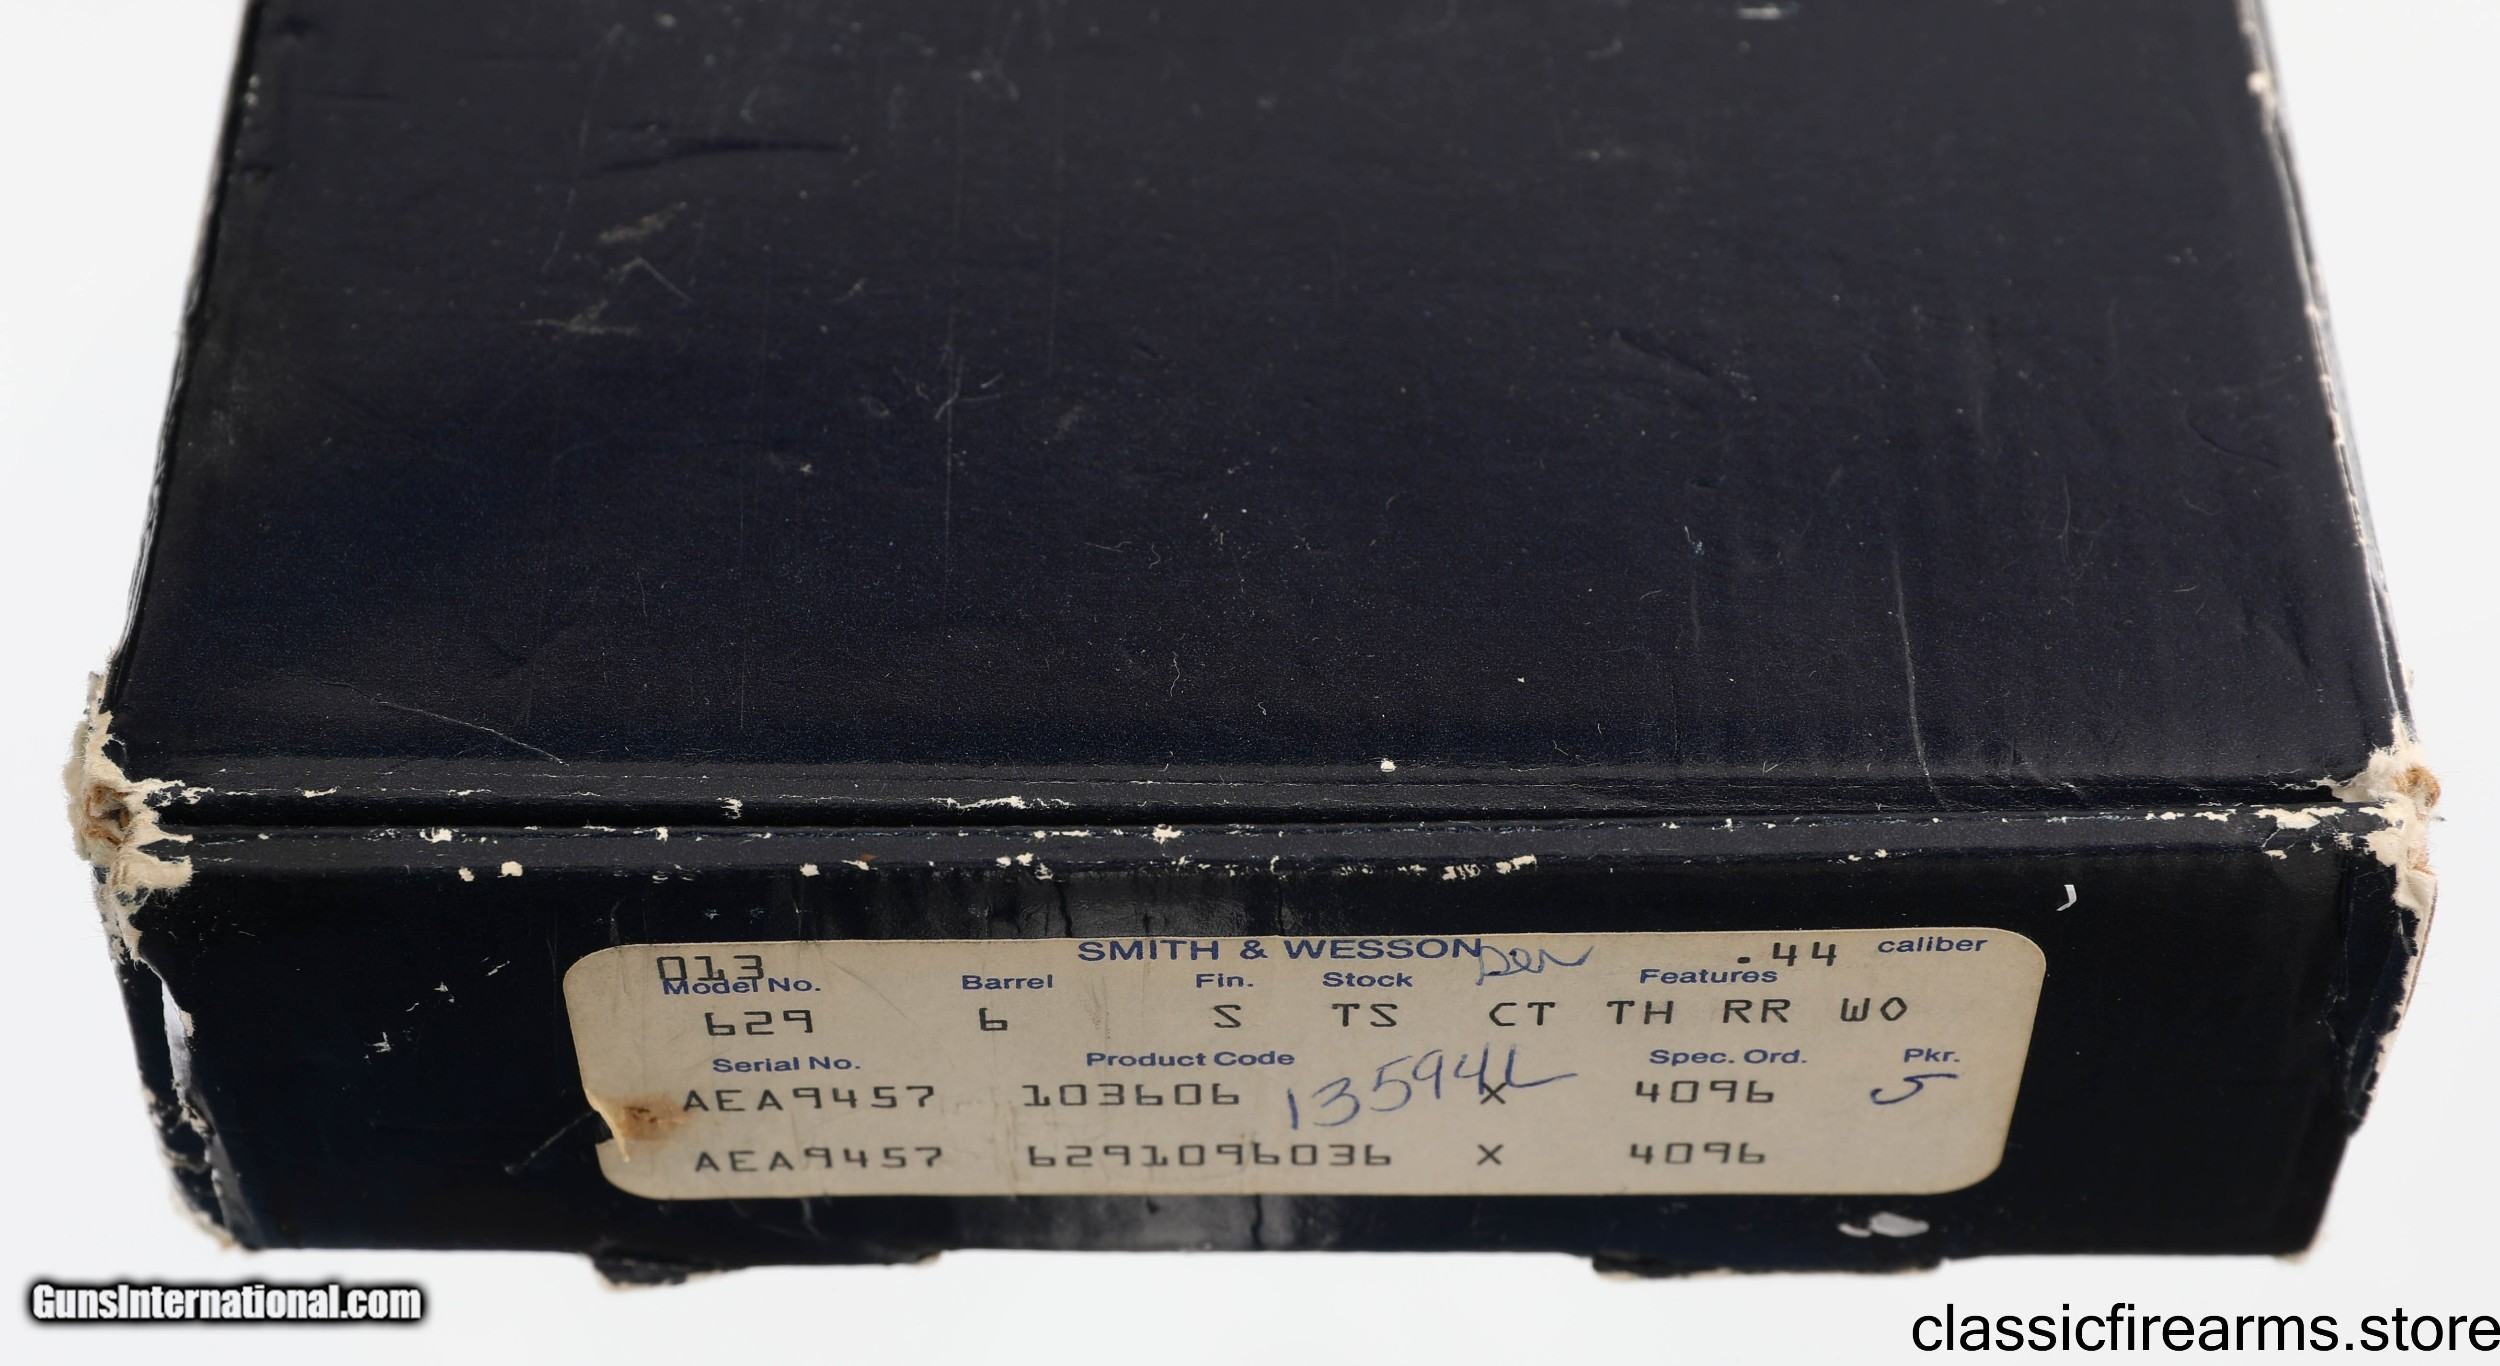 SMITH & WESSON .44 caliber
013
Model No. Barrel Fin. Stock Features
629 6 S TS CT TH RR WO
Serial No. Product Code Spec. Ord. Pkr.
AEA9457 103606 13594L X 4096 5
AEA9457 6291096036 X 4096
GunsInternational.com
classicfirearms.store